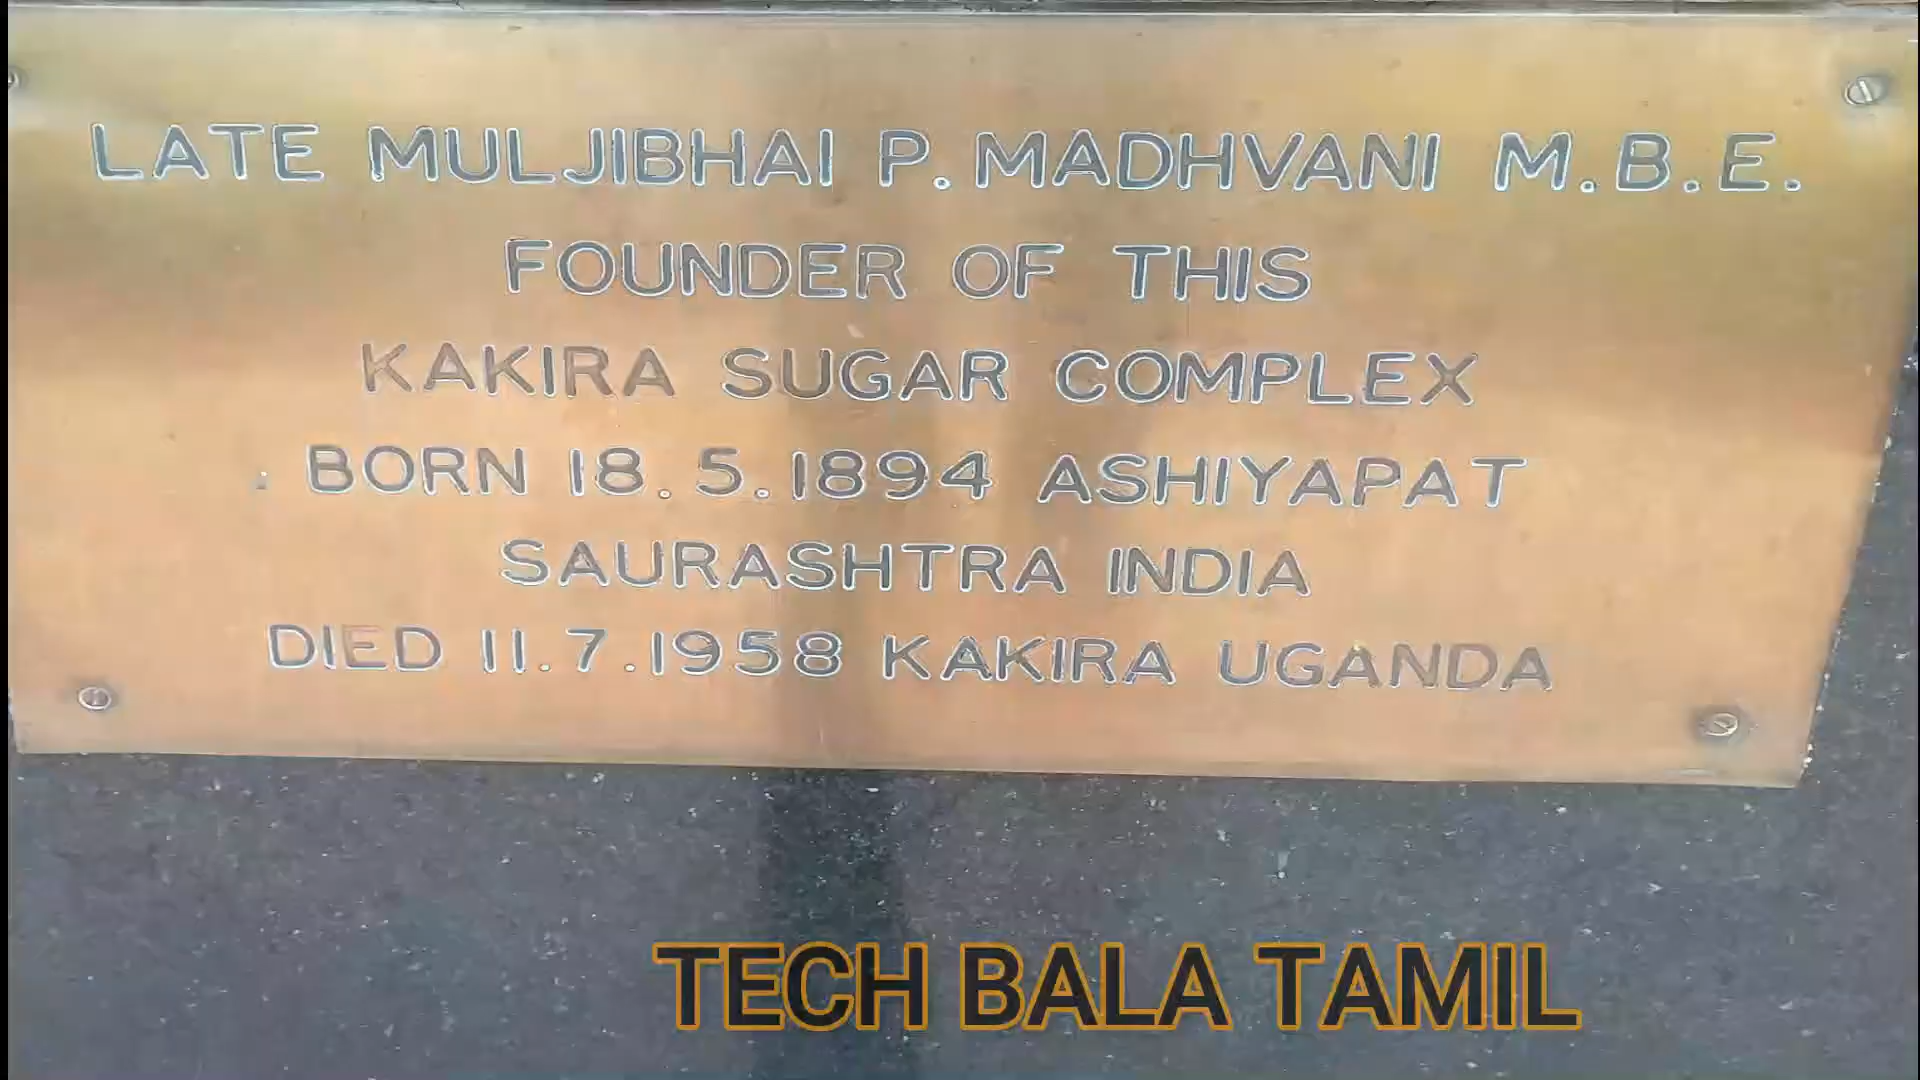 LATE MULJIBHAI P. MADHVANI M.B.E.
FOUNDER OF THIS
KAKIRA SUGAR COMPLEX
BORN 18.5.1894 ASHIYAPAT
SAURASHTRA INDIA
DIED 11.7.1958 KAKIRA UGANDA
TECH BALA TAMIL